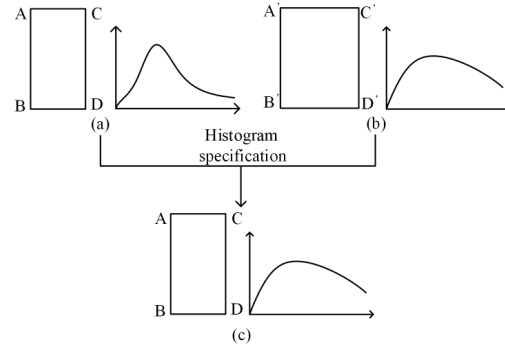 A C A' C'
B D B' D'
(a) (b)
Histogram
specification
A C
B D
(c)